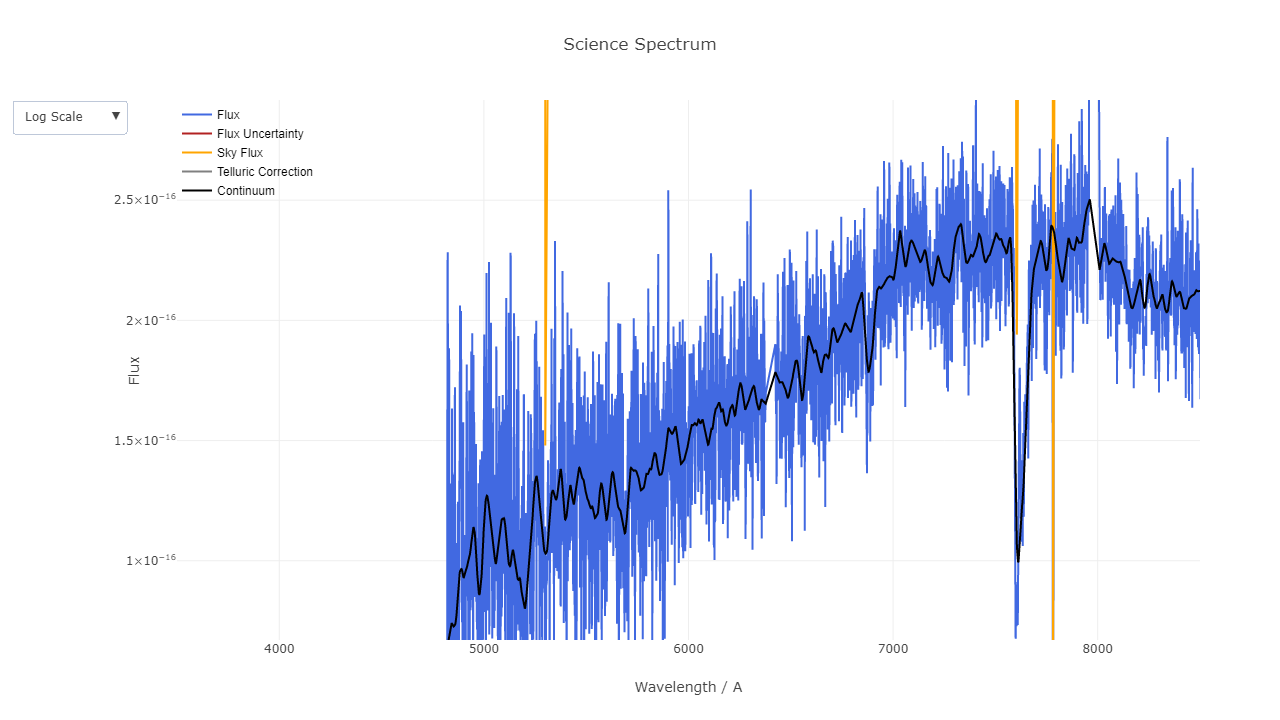 Science Spectrum
Log Scale ▼
Flux
Flux Uncertainty
Sky Flux
Telluric Correction
Continuum
2.5×10⁻¹⁶
2×10⁻¹⁶
1.5×10⁻¹⁶
1×10⁻¹⁶
Flux
4000 5000 6000 7000 8000
Wavelength / A